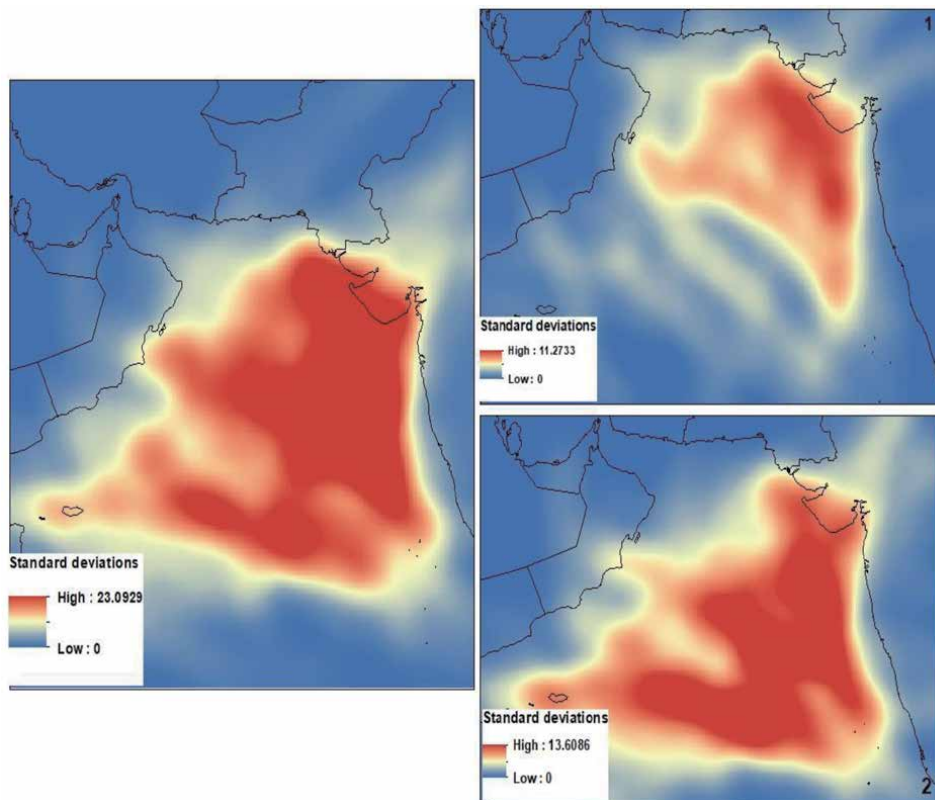 Standard deviations
High : 23.0929
Low : 0
1
Standard deviations
High : 11.2733
Low : 0
Standard deviations
High : 13.6086
Low : 0
2